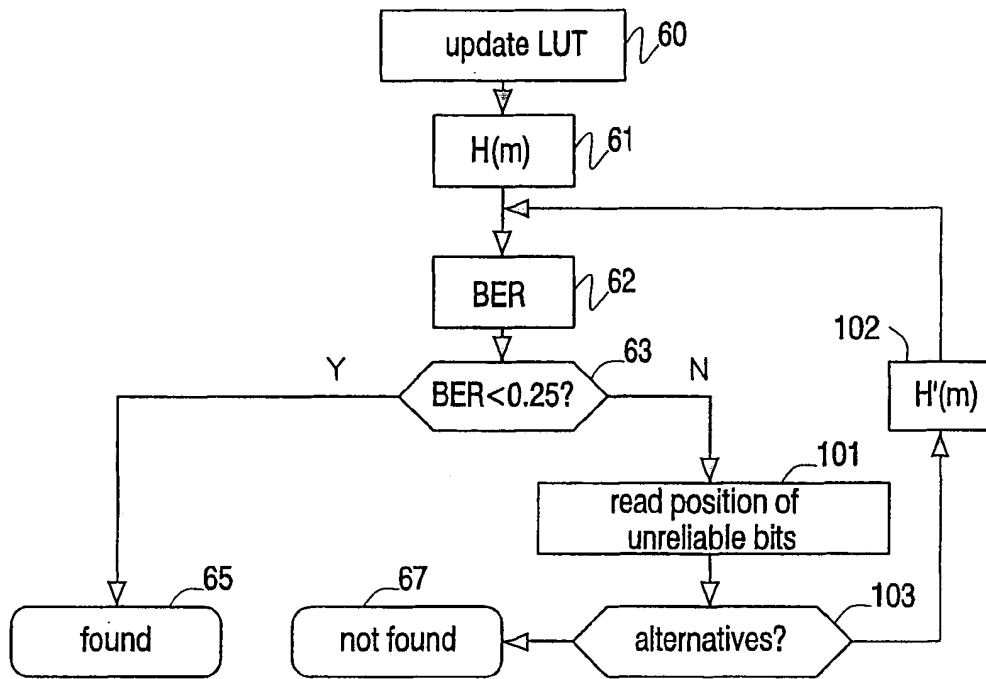 update LUT
60
H(m)
61
BER
62
63
Y
BER<0.25?
N
102
H'(m)
101
read position of
unreliable bits
65
found
67
not found
103
alternatives?